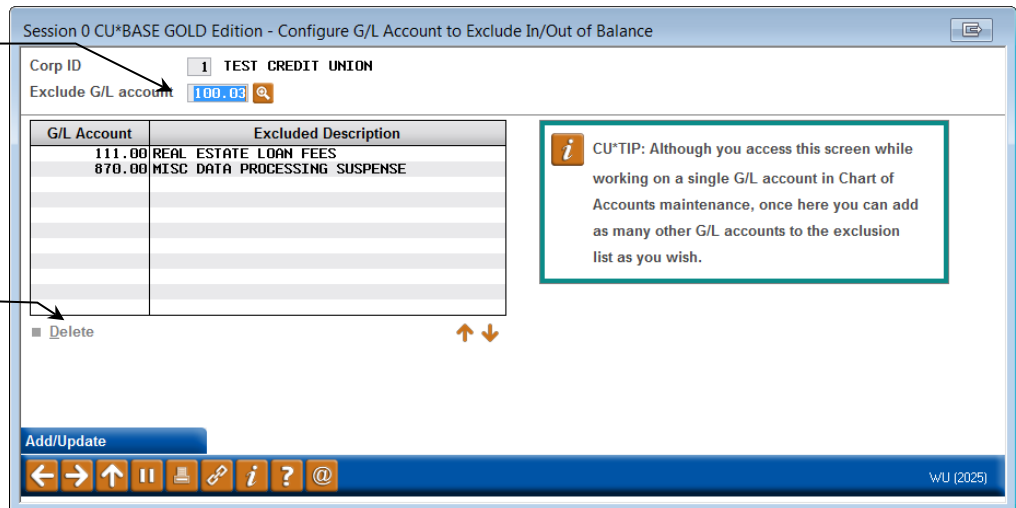 Session 0 CU*BASE GOLD Edition - Configure G/L Account to Exclude In/Out of Balance
Corp ID 1 TEST CREDIT UNION
Exclude G/L account 100.03
G/L Account Excluded Description
111.00 REAL ESTATE LOAN FEES
870.00 MISC DATA PROCESSING SUSPENSE
Delete
i CU*TIP: Although you access this screen while
working on a single G/L account in Chart of
Accounts maintenance, once here you can add
as many other G/L accounts to the exclusion
list as you wish.
Add/Update
i ? @
WU (2025)